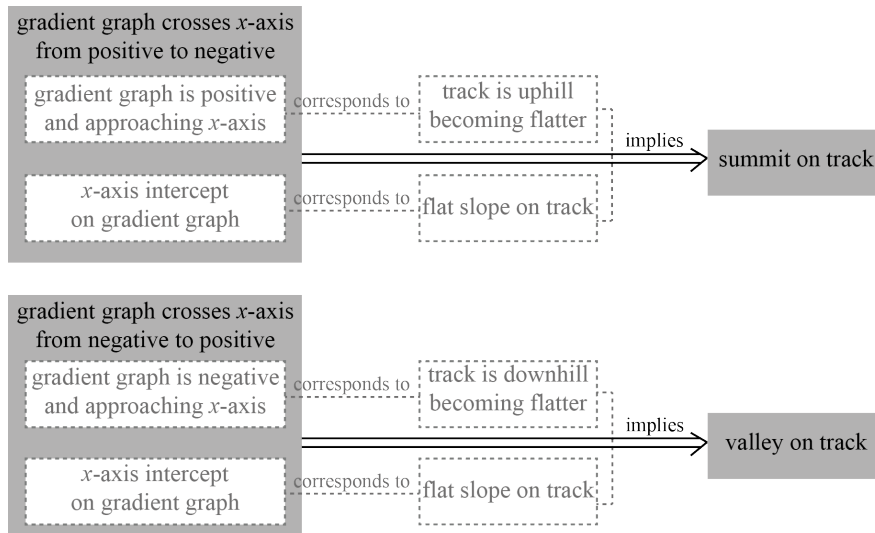 gradient graph crosses x-axis
from positive to negative
gradient graph is positive
and approaching x-axis
corresponds to
track is uphill
becoming flatter
implies
summit on track
x-axis intercept
on gradient graph
corresponds to
flat slope on track
gradient graph crosses x-axis
from negative to positive
gradient graph is negative
and approaching x-axis
corresponds to
track is downhill
becoming flatter
implies
valley on track
x-axis intercept
on gradient graph
corresponds to
flat slope on track